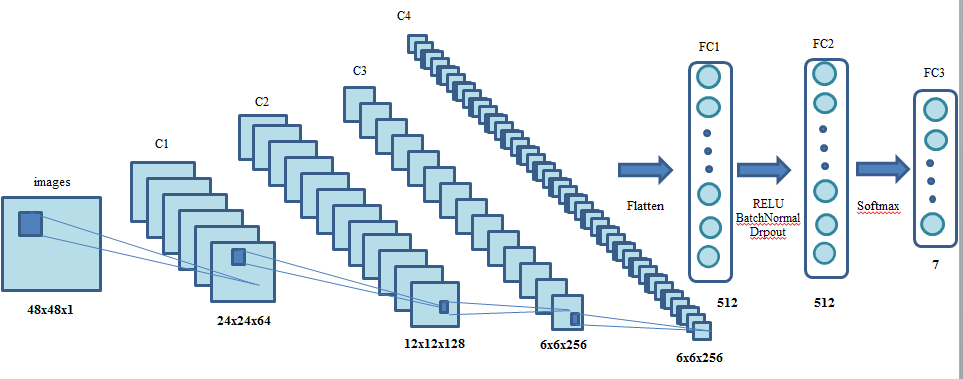 images
C1
C2
C3
C4
FC1
FC2
FC3
Flatten
RELU
BatchNormal
Drpout
Softmax
48x48x1
24x24x64
12x12x128
6x6x256
6x6x256
512
512
7